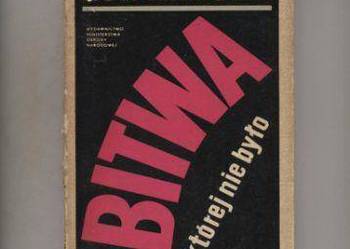 WYDAWNICTWO
MINISTERSTWA
OBRONY
NARODOWEJ
BITWA
której nie było